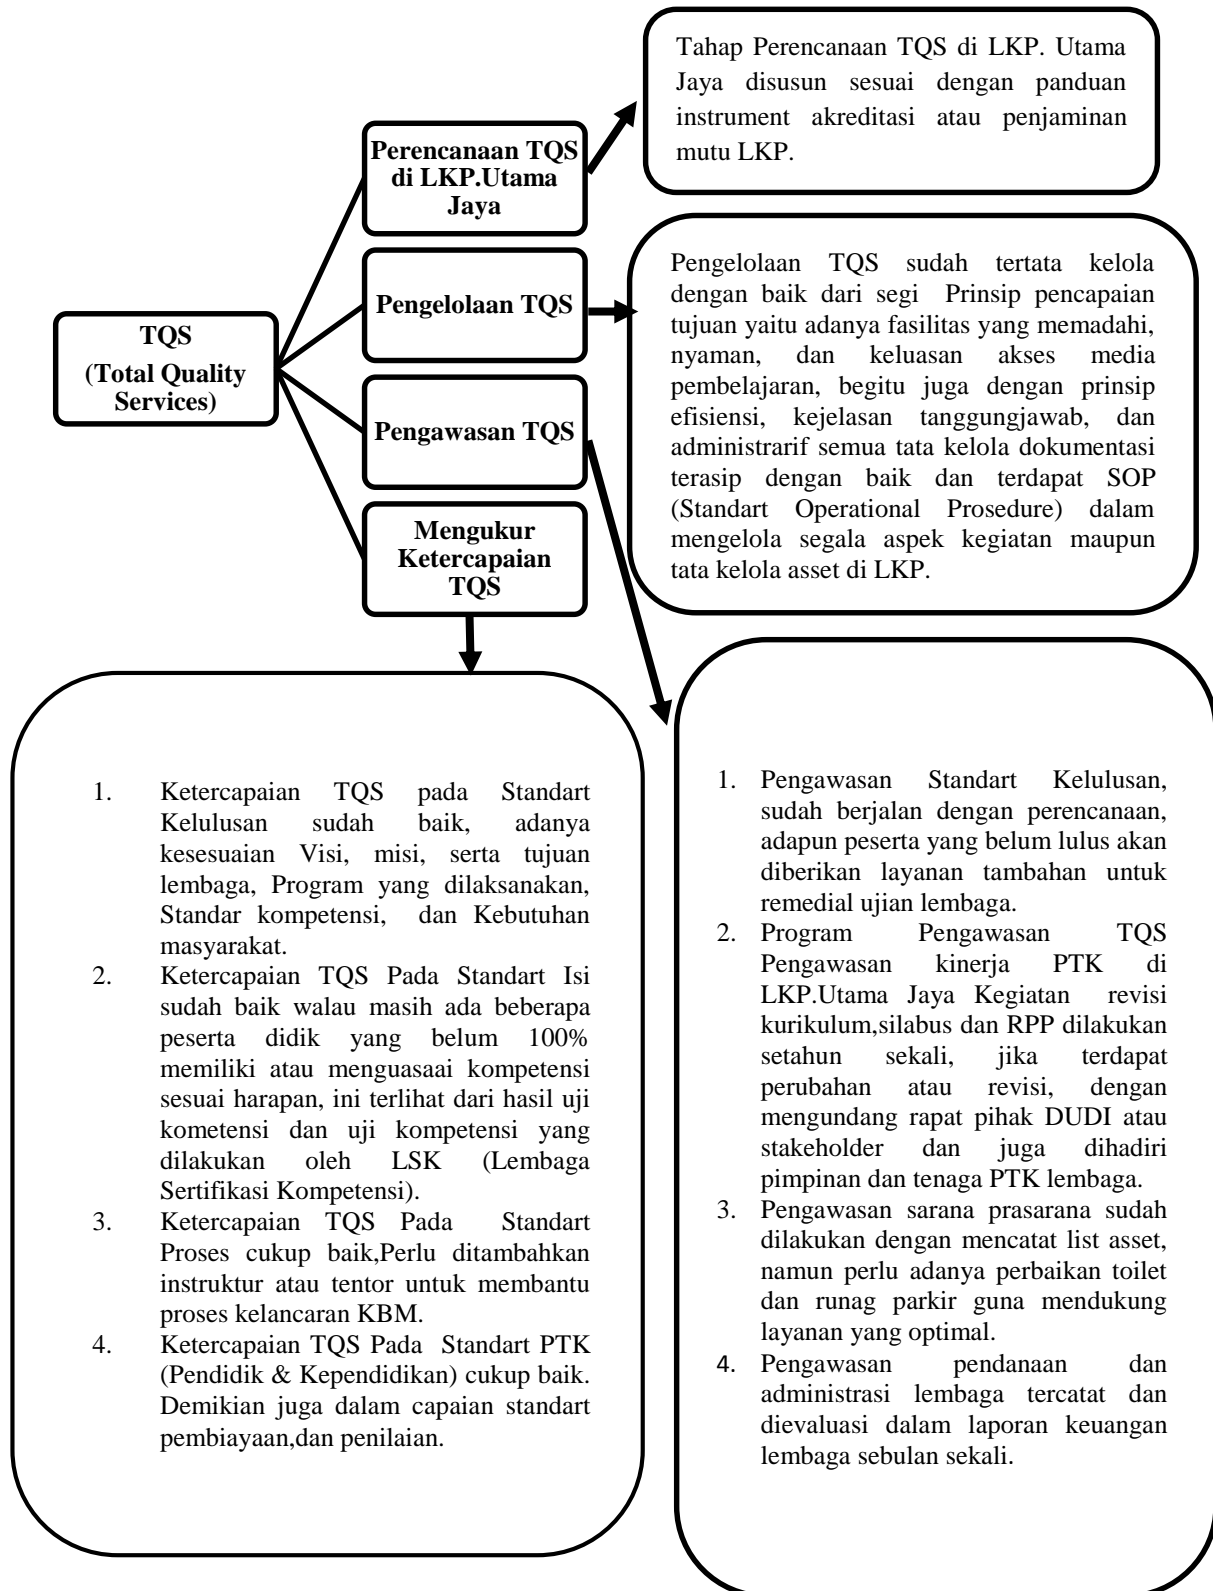 TQS
(Total Quality
Services)
Perencanaan TQS
di LKP.Utama
Jaya
Pengelolaan TQS
Pengawasan TQS
Mengukur
Ketercapaian
TQS
Tahap Perencanaan TQS di LKP. Utama
Jaya disusun sesuai dengan panduan
instrument akreditasi atau penjaminan
mutu LKP.
Pengelolaan TQS sudah tertata kelola
dengan baik dari segi Prinsip pencapaian
tujuan yaitu adanya fasilitas yang memadahi,
nyaman, dan keluasan akses media
pembelajaran, begitu juga dengan prinsip
efisiensi, kejelasan tanggungjawab, dan
administrarif semua tata kelola dokumentasi
terasip dengan baik dan terdapat SOP
(Standart Operational Prosedure) dalam
mengelola segala aspek kegiatan maupun
tata kelola asset di LKP.
1. Ketercapaian TQS pada Standart
Kelulusan sudah baik, adanya
kesesuaian Visi, misi, serta tujuan
lembaga, Program yang dilaksanakan,
Standar kompetensi, dan Kebutuhan
masyarakat.
2. Ketercapaian TQS Pada Standart Isi
sudah baik walau masih ada beberapa
peserta didik yang belum 100%
memiliki atau menguasaai kompetensi
sesuai harapan, ini terlihat dari hasil uji
kometensi dan uji kompetensi yang
dilakukan oleh LSK (Lembaga
Sertifikasi Kompetensi).
3. Ketercapaian TQS Pada Standart
Proses cukup baik,Perlu ditambahkan
instruktur atau tentor untuk membantu
proses kelancaran KBM.
4. Ketercapaian TQS Pada Standart PTK
(Pendidik & Kependidikan) cukup baik.
Demikian juga dalam capaian standart
pembiayaan,dan penilaian.
1. Pengawasan Standart Kelulusan,
sudah berjalan dengan perencanaan,
adapun peserta yang belum lulus akan
diberikan layanan tambahan untuk
remedial ujian lembaga.
2. Program Pengawasan TQS
Pengawasan kinerja PTK di
LKP.Utama Jaya Kegiatan revisi
kurikulum,silabus dan RPP dilakukan
setahun sekali, jika terdapat
perubahan atau revisi, dengan
mengundang rapat pihak DUDI atau
stakeholder dan juga dihadiri
pimpinan dan tenaga PTK lembaga.
3. Pengawasan sarana prasarana sudah
dilakukan dengan mencatat list asset,
namun perlu adanya perbaikan toilet
dan runag parkir guna mendukung
layanan yang optimal.
4. Pengawasan pendanaan dan
administrasi lembaga tercatat dan
dievaluasi dalam laporan keuangan
lembaga sebulan sekali.